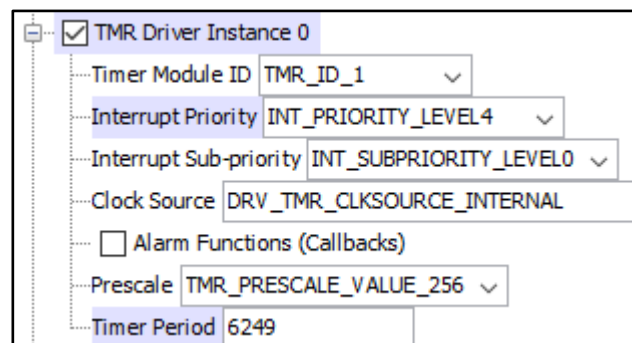 TMR Driver Instance 0
Timer Module ID TMR_ID_1
Interrupt Priority INT_PRIORITY_LEVEL4
Interrupt Sub-priority INT_SUBPRIORITY_LEVEL0
Clock Source DRV_TMR_CLKSOURCE_INTERNAL
Alarm Functions (Callbacks)
Prescale TMR_PRESCALE_VALUE_256
Timer Period 6249